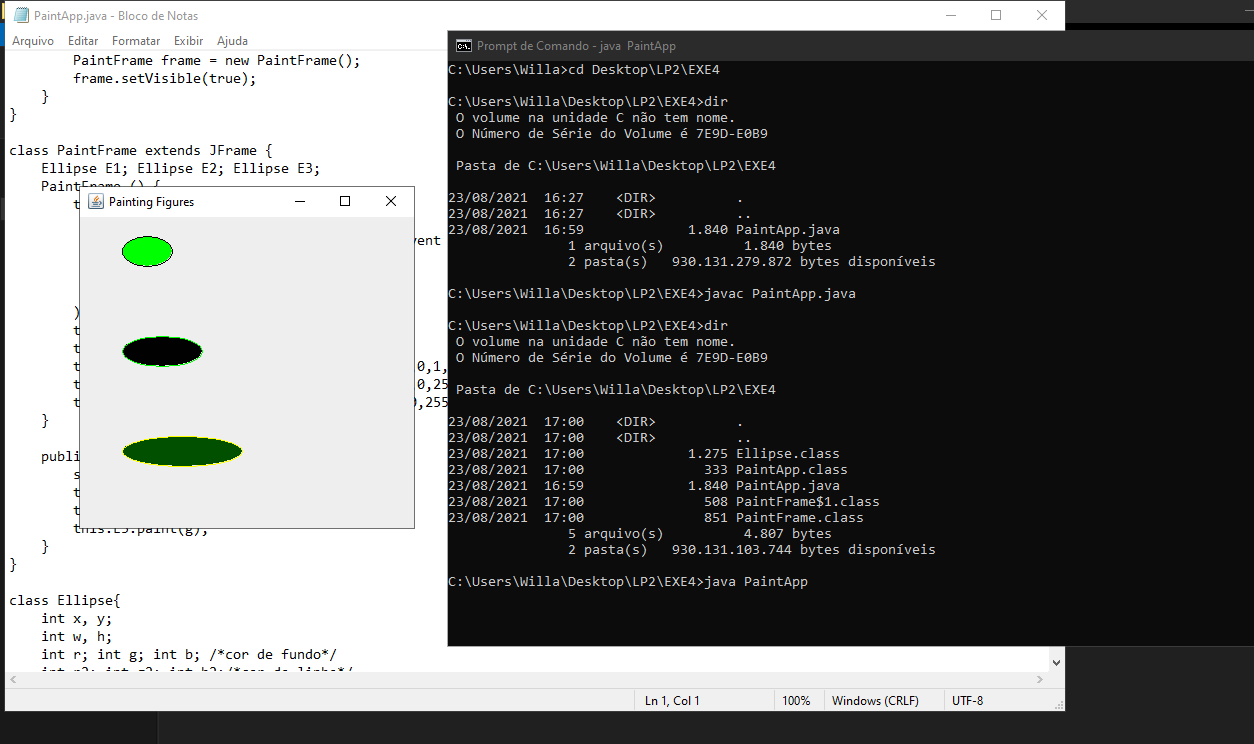 PaintApp.java - Bloco de Notas
Arquivo Editar Formatar Exibir Ajuda
        PaintFrame frame = new PaintFrame();
        frame.setVisible(true);
    }
}
class PaintFrame extends JFrame {
    Ellipse E1; Ellipse E2; Ellipse E3;
    PaintFrame () {
        t
vent
        )
        t
        t
        t 0,1,
        t 0,25
        t 0,255
    }
    publi
        s
        t
        t
        this.E3.paint(g);
    }
}
class Ellipse{
    int x, y;
    int w, h;
    int r; int g; int b; /*cor de fundo*/
    int r2; int g2; int b2;/*cor de linha*/
Ln 1, Col 1 100% Windows (CRLF) UTF-8
Painting Figures
Prompt de Comando - java  PaintApp
C:\Users\Willa>cd Desktop\LP2\EXE4
C:\Users\Willa\Desktop\LP2\EXE4>dir
 O volume na unidade C não tem nome.
 O Número de Série do Volume é 7E9D-E0B9
 Pasta de C:\Users\Willa\Desktop\LP2\EXE4
23/08/2021  16:27    <DIR>          .
23/08/2021  16:27    <DIR>          ..
23/08/2021  16:59             1.840 PaintApp.java
               1 arquivo(s)          1.840 bytes
               2 pasta(s)   930.131.279.872 bytes disponíveis
C:\Users\Willa\Desktop\LP2\EXE4>javac PaintApp.java
C:\Users\Willa\Desktop\LP2\EXE4>dir
 O volume na unidade C não tem nome.
 O Número de Série do Volume é 7E9D-E0B9
 Pasta de C:\Users\Willa\Desktop\LP2\EXE4
23/08/2021  17:00    <DIR>          .
23/08/2021  17:00    <DIR>          ..
23/08/2021  17:00             1.275 Ellipse.class
23/08/2021  17:00               333 PaintApp.class
23/08/2021  16:59             1.840 PaintApp.java
23/08/2021  17:00               508 PaintFrame$1.class
23/08/2021  17:00               851 PaintFrame.class
               5 arquivo(s)          4.807 bytes
               2 pasta(s)   930.131.103.744 bytes disponíveis
C:\Users\Willa\Desktop\LP2\EXE4>java PaintApp